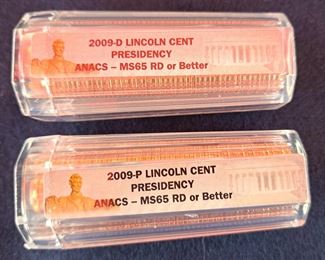 2009-D LINCOLN CENT
PRESIDENCY
ANACS – MS65 RD or Better
2009-P LINCOLN CENT
PRESIDENCY
ANACS – MS65 RD or Better